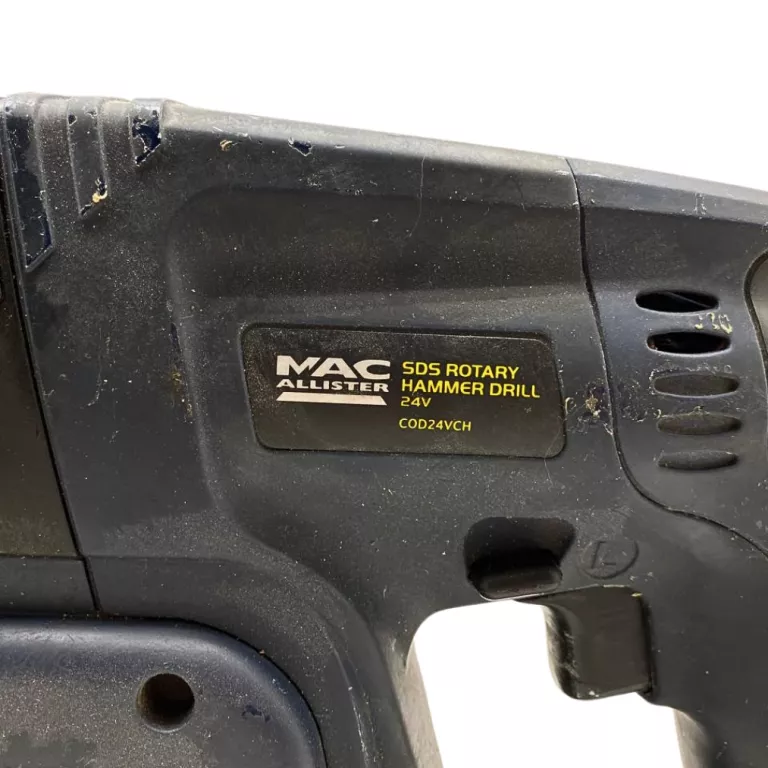 MAC
ALLISTER
SDS ROTARY
HAMMER DRILL
24V
COD24VCH
L